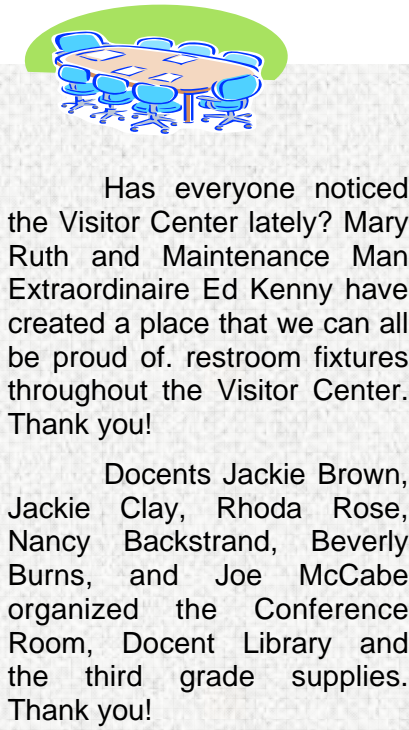 Has everyone noticed
the Visitor Center lately? Mary
Ruth and Maintenance Man
Extraordinaire Ed Kenny have
created a place that we can all
be proud of. restroom fixtures
throughout the Visitor Center.
Thank you!
Docents Jackie Brown,
Jackie Clay, Rhoda Rose,
Nancy Backstrand, Beverly
Burns, and Joe McCabe
organized the Conference
Room, Docent Library and
the third grade supplies.
Thank you!